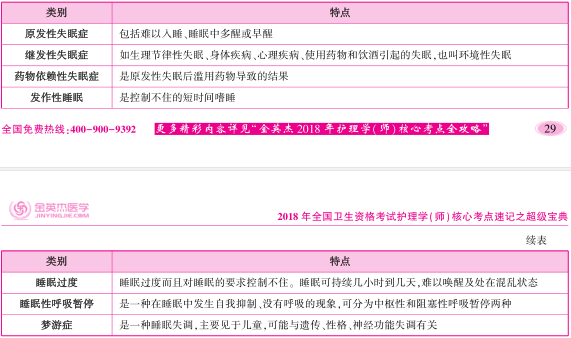 类别 特点
原发性失眠症 包括难以入睡、睡眠中多醒或早醒
继发性失眠症 如生理节律性失眠、身体疾病、心理疾病、使用药物和饮酒引起的失眠,也叫环境性失眠
药物依赖性失眠症 是原发性失眠后滥用药物导致的结果
发作性睡眠 是控制不住的短时间嗜睡
全国免费热线:400-900-9392 更多精彩内容详见“金英杰2018年护理学(师)核心考点全攻略” 29
金英杰医学
JINYINGJIE.COM
2018年全国卫生资格考试护理学(师)核心考点速记之超级宝典
续表
类别 特点
睡眠过度 睡眠过度而且对睡眠的要求控制不住。睡眠可持续几小时到几天,难以唤醒及处在混乱状态
睡眠性呼吸暂停 是一种在睡眠中发生自我抑制、没有呼吸的现象,可分为中枢性和阻塞性呼吸暂停两种
梦游症 是一种睡眠失调,主要见于儿童,可能与遗传、性格、神经功能失调有关